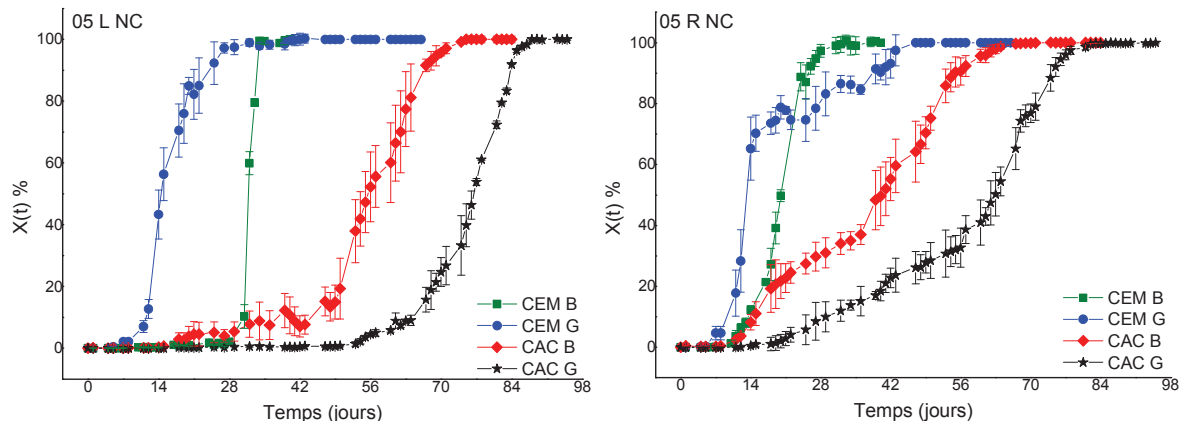 05 L NC
X(t) %
100
80
60
40
20
0
0 14 28 42 56 70 84 98
Temps (jours)
CEM B
CEM G
CAC B
CAC G
05 R NC
X(t) %
100
80
60
40
20
0
0 14 28 42 56 70 84 98
Temps (jours)
CEM B
CEM G
CAC B
CAC G